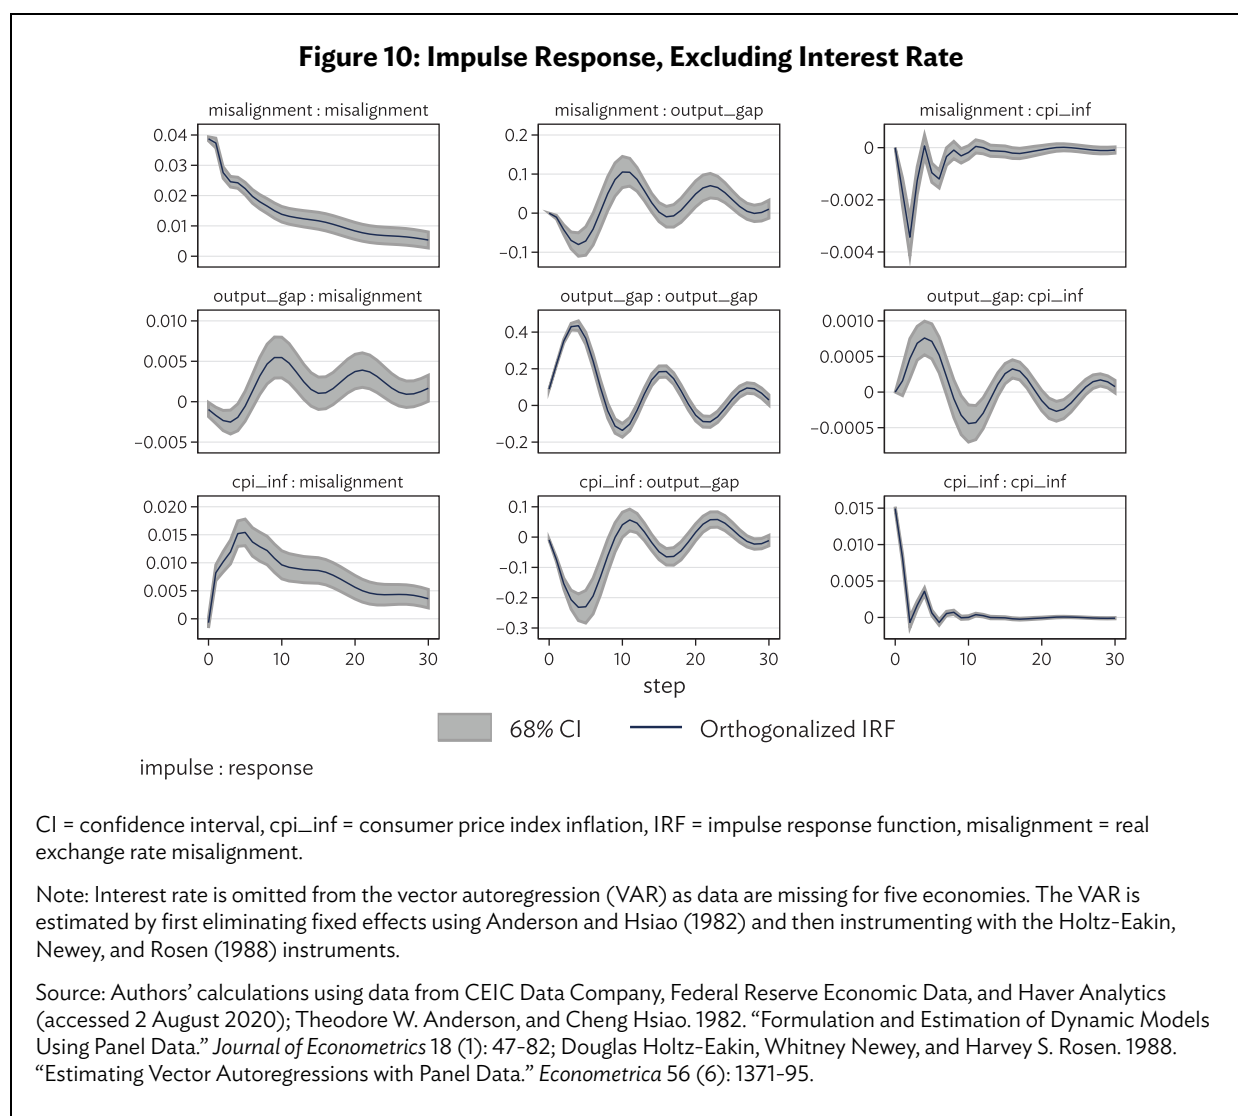 Figure 10: Impulse Response, Excluding Interest Rate
misalignment : misalignment
0.04
0.03
0.02
0.01
0
misalignment : output_gap
0.2
0.1
0
−0.1
misalignment : cpi_inf
0
−0.002
−0.004
output_gap : misalignment
0.010
0.005
0
−0.005
output_gap : output_gap
0.4
0.2
0
−0.2
output_gap: cpi_inf
0.0010
0.0005
0
−0.0005
cpi_inf : misalignment
0.020
0.015
0.010
0.005
0
0 10 20 30
cpi_inf : output_gap
0.1
0
−0.1
−0.2
−0.3
0 10 20 30
cpi_inf : cpi_inf
0.015
0.010
0.005
0
0 10 20 30
step
68% CI Orthogonalized IRF
impulse : response
CI = confidence interval, cpi_inf = consumer price index inflation, IRF = impulse response function, misalignment = real
exchange rate misalignment.
Note: Interest rate is omitted from the vector autoregression (VAR) as data are missing for five economies. The VAR is
estimated by first eliminating fixed effects using Anderson and Hsiao (1982) and then instrumenting with the Holtz-Eakin,
Newey, and Rosen (1988) instruments.
Source: Authors’ calculations using data from CEIC Data Company, Federal Reserve Economic Data, and Haver Analytics
(accessed 2 August 2020); Theodore W. Anderson, and Cheng Hsiao. 1982. “Formulation and Estimation of Dynamic Models
Using Panel Data.” Journal of Econometrics 18 (1): 47–82; Douglas Holtz-Eakin, Whitney Newey, and Harvey S. Rosen. 1988.
“Estimating Vector Autoregressions with Panel Data.” Econometrica 56 (6): 1371–95.